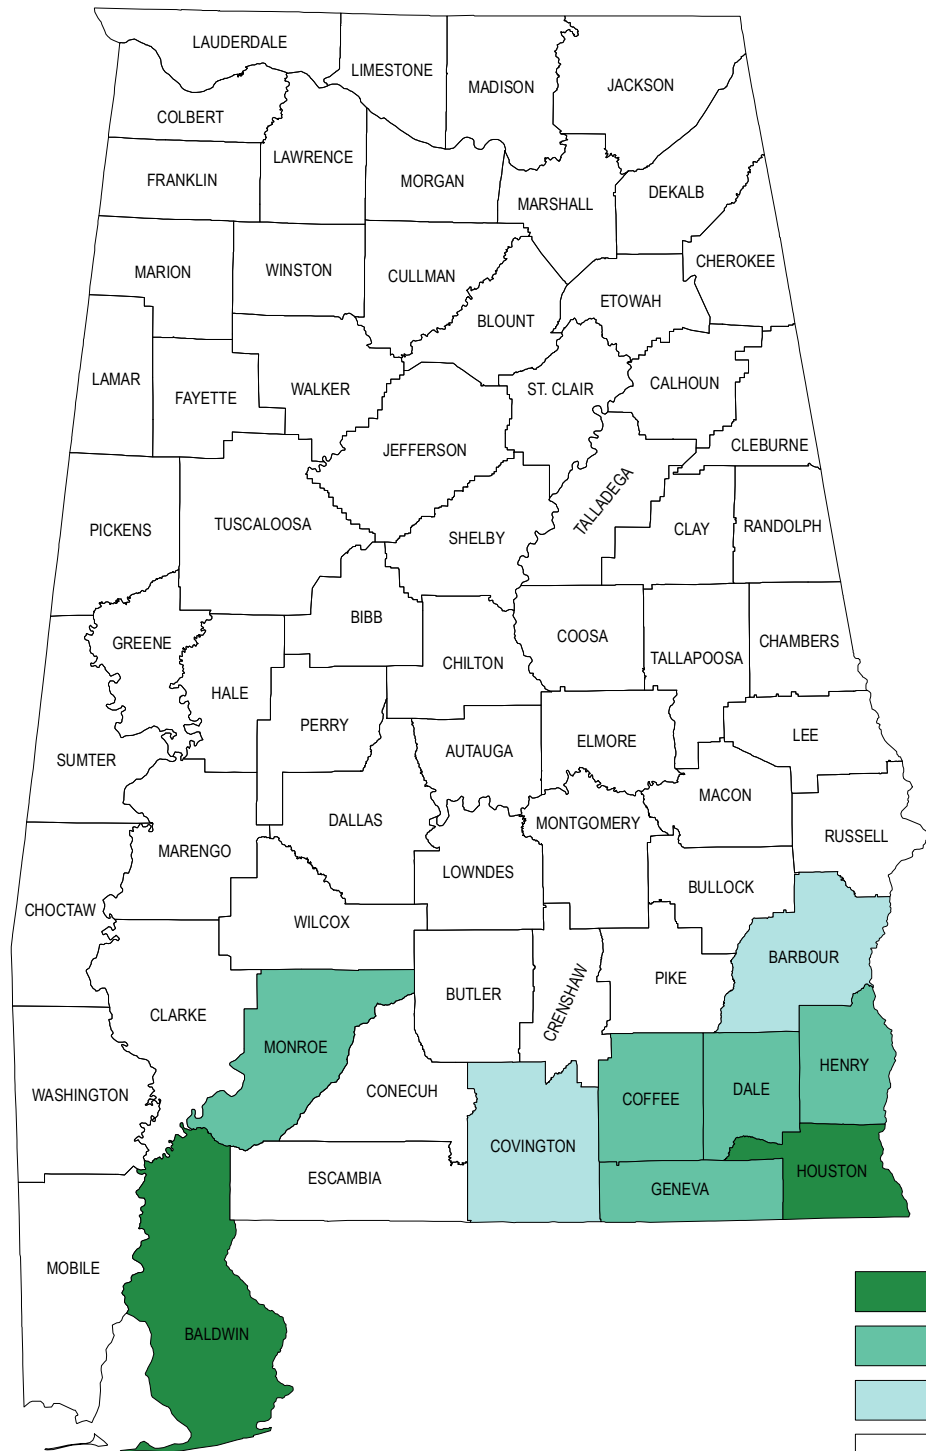 LAUDERDALE
LIMESTONE
MADISON
JACKSON
COLBERT
LAWRENCE
FRANKLIN
MORGAN
MARSHALL
DEKALB
CHEROKEE
MARION
WINSTON
CULLMAN
ETOWAH
BLOUNT
LAMAR
FAYETTE
WALKER
ST. CLAIR
CALHOUN
JEFFERSON
CLEBURNE
TALLADEGA
PICKENS
TUSCALOOSA
SHELBY
CLAY
RANDOLPH
BIBB
GREENE
COOSA
CHAMBERS
TALLAPOOSA
CHILTON
HALE
PERRY
AUTAUGA
ELMORE
LEE
SUMTER
MACON
DALLAS
MONTGOMERY
RUSSELL
MARENGO
LOWNDES
BULLOCK
CHOCTAW
WILCOX
BARBOUR
PIKE
BUTLER
CRENSHAW
CLARKE
MONROE
HENRY
WASHINGTON
CONECUH
COFFEE
DALE
COVINGTON
HOUSTON
ESCAMBIA
GENEVA
MOBILE
BALDWIN